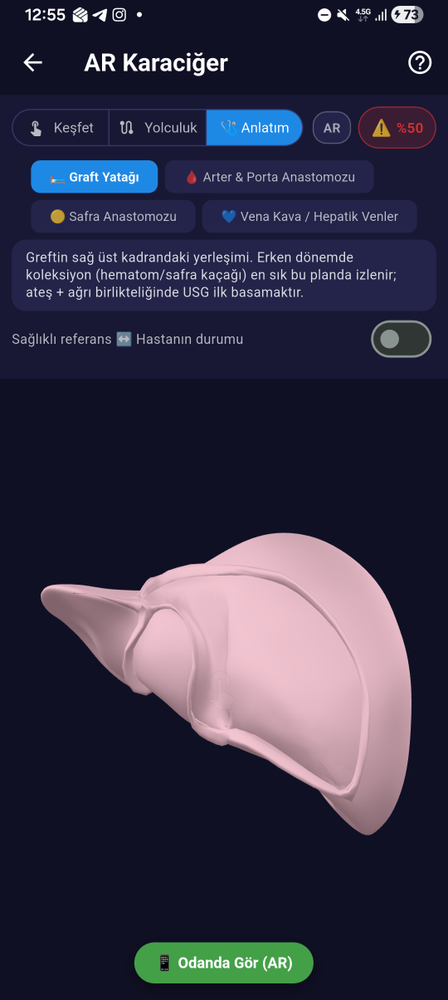 12:55
4.5G
73
AR Karaciğer
Keşfet
Yolculuk
Anlatım
AR
%50
Graft Yatağı
Arter & Porta Anastomozu
Safra Anastomozu
Vena Kava / Hepatik Venler
Greftin sağ üst kadrandaki yerleşimi. Erken dönemde
koleksiyon (hematom/safra kaçağı) en sık bu planda izlenir;
ateş + ağrı birlikteliğinde USG ilk basamaktır.
Sağlıklı referans ↔️ Hastanın durumu
Odanda Gör (AR)